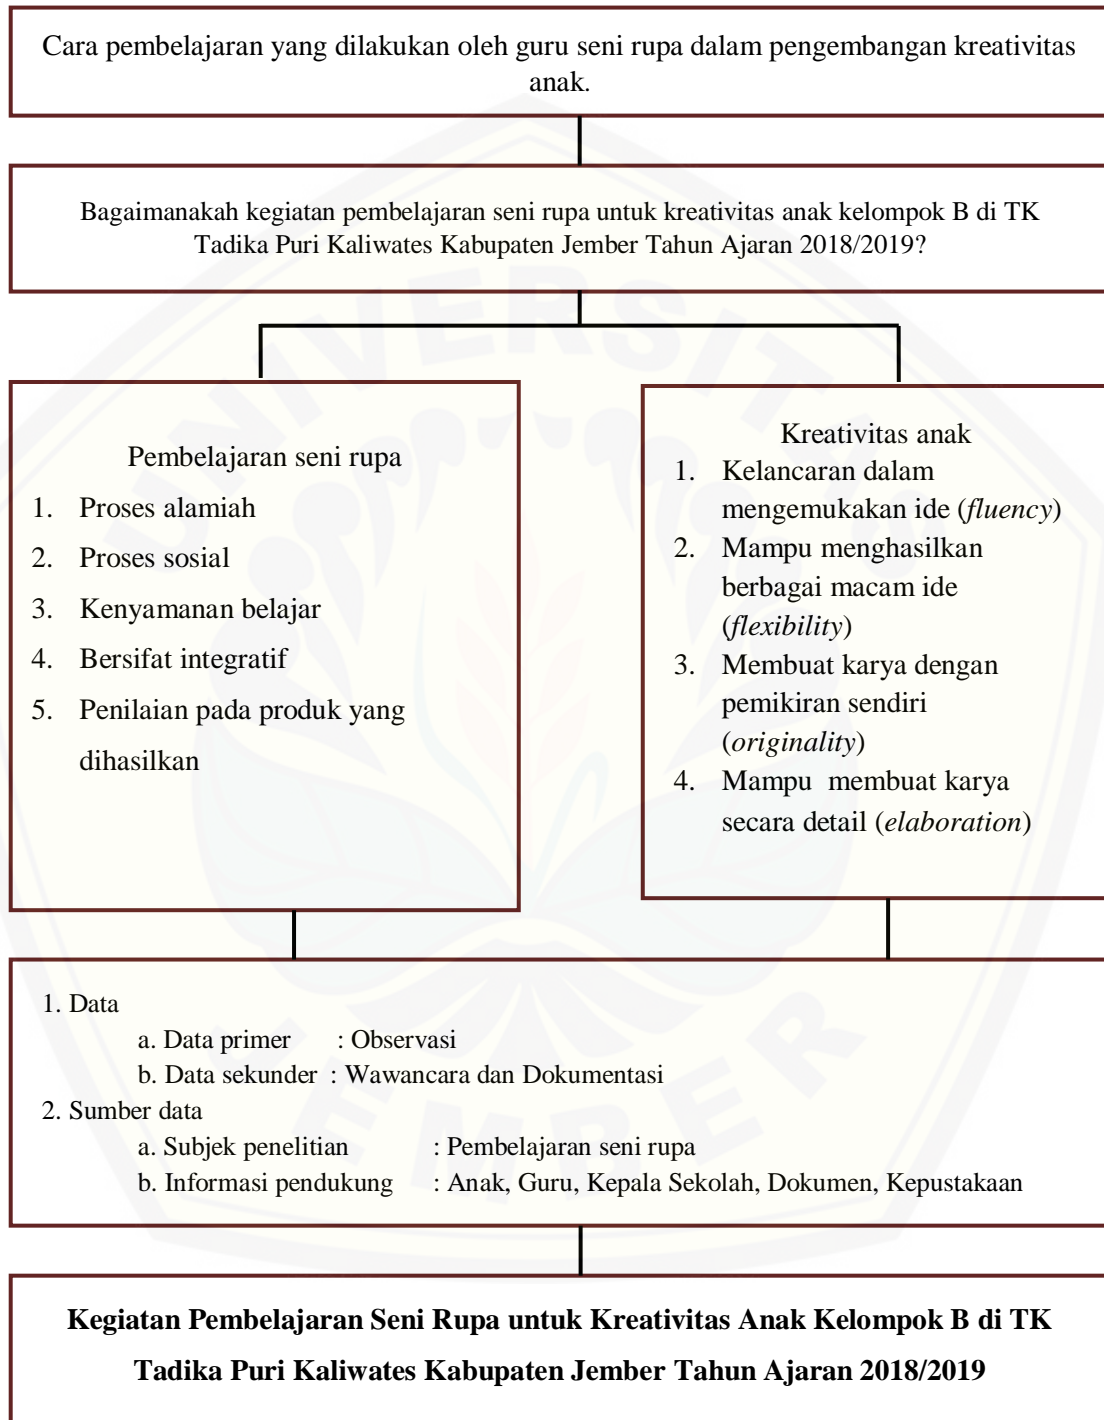 Cara pembelajaran yang dilakukan oleh guru seni rupa dalam pengembangan kreativitas
anak.
Bagaimanakah kegiatan pembelajaran seni rupa untuk kreativitas anak kelompok B di TK
Tadika Puri Kaliwates Kabupaten Jember Tahun Ajaran 2018/2019?
Pembelajaran seni rupa
1. Proses alamiah
2. Proses sosial
3. Kenyamanan belajar
4. Bersifat integratif
5. Penilaian pada produk yang
dihasilkan
Kreativitas anak
1. Kelancaran dalam
mengemukakan ide (fluency)
2. Mampu menghasilkan
berbagai macam ide
(flexibility)
3. Membuat karya dengan
pemikiran sendiri
(originality)
4. Mampu membuat karya
secara detail (elaboration)
1. Data
a. Data primer : Observasi
b. Data sekunder : Wawancara dan Dokumentasi
2. Sumber data
a. Subjek penelitian : Pembelajaran seni rupa
b. Informasi pendukung : Anak, Guru, Kepala Sekolah, Dokumen, Kepustakaan
Kegiatan Pembelajaran Seni Rupa untuk Kreativitas Anak Kelompok B di TK
Tadika Puri Kaliwates Kabupaten Jember Tahun Ajaran 2018/2019
UNIVERSITAS
JEMBER